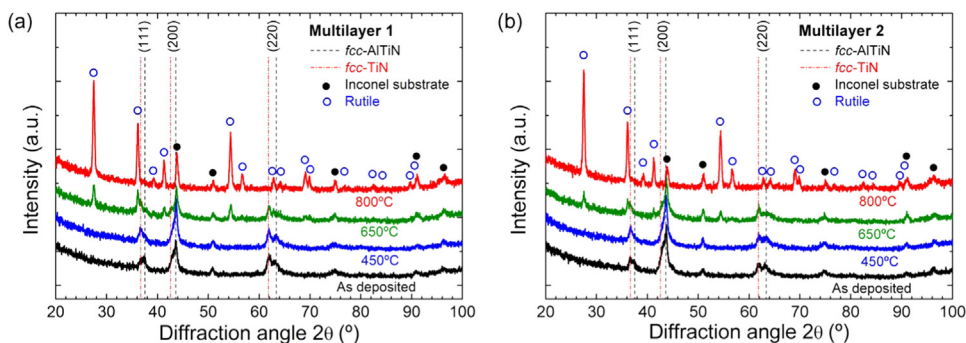 (a)
Multilayer 1
fcc-AlTiN
fcc-TiN
Inconel substrate
Rutile
(111)
(200)
(220)
Intensity (a.u.)
800ºC
650ºC
450ºC
As deposited
20 30 40 50 60 70 80 90 100
Diffraction angle 2θ (º)
(b)
Multilayer 2
fcc-AlTiN
fcc-TiN
Inconel substrate
Rutile
(111)
(200)
(220)
Intensity (a.u.)
800ºC
650ºC
450ºC
As deposited
20 30 40 50 60 70 80 90 100
Diffraction angle 2θ (º)